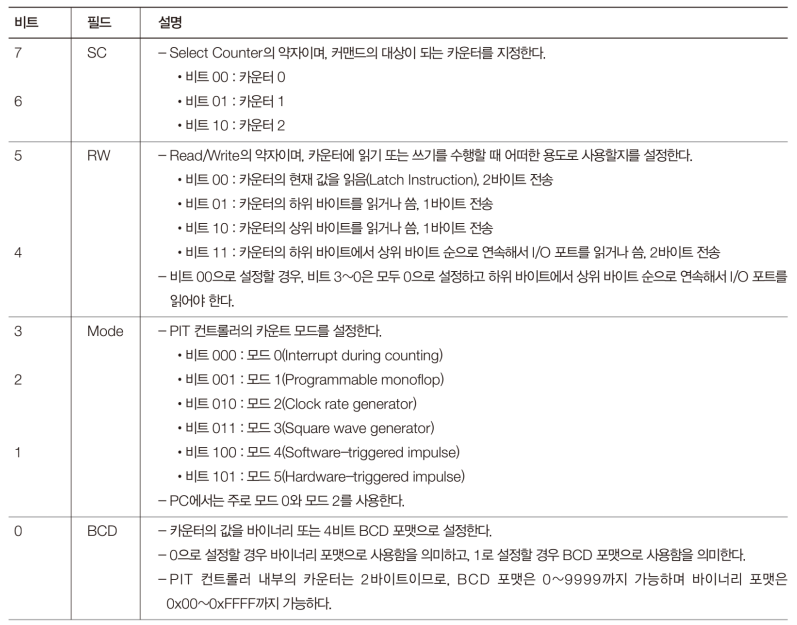 비트 필드 설명
7 SC – Select Counter의 약자이며, 커맨드의 대상이 되는 카운터를 지정한다.
• 비트 00 : 카운터 0
6 • 비트 01 : 카운터 1
• 비트 10 : 카운터 2
5 RW – Read/Write의 약자이며, 카운터에 읽기 또는 쓰기를 수행할 때 어떠한 용도로 사용할지를 설정한다.
• 비트 00 : 카운터의 현재 값을 읽음(Latch Instruction), 2바이트 전송
• 비트 01 : 카운터의 하위 바이트를 읽거나 씀, 1바이트 전송
• 비트 10 : 카운터의 상위 바이트를 읽거나 씀, 1바이트 전송
4 • 비트 11 : 카운터의 하위 바이트에서 상위 바이트 순으로 연속해서 I/O 포트를 읽거나 씀, 2바이트 전송
– 비트 00으로 설정할 경우, 비트 3~0은 모두 0으로 설정하고 하위 바이트에서 상위 바이트 순으로 연속해서 I/O 포트를
읽어야 한다.
3 Mode – PIT 컨트롤러의 카운트 모드를 설정한다.
• 비트 000 : 모드 0(Interrupt during counting)
2 • 비트 001 : 모드 1(Programmable monoflop)
• 비트 010 : 모드 2(Clock rate generator)
• 비트 011 : 모드 3(Square wave generator)
1 • 비트 100 : 모드 4(Software–triggered impulse)
• 비트 101 : 모드 5(Hardware–triggered impulse)
– PC에서는 주로 모드 0와 모드 2를 사용한다.
0 BCD – 카운터의 값을 바이너리 또는 4비트 BCD 포맷으로 설정한다.
– 0으로 설정할 경우 바이너리 포맷으로 사용함을 의미하고, 1로 설정할 경우 BCD 포맷으로 사용함을 의미한다.
– PIT 컨트롤러 내부의 카운터는 2바이트이므로, BCD 포맷은 0~9999까지 가능하며 바이너리 포맷은
0x00~0xFFFF까지 가능하다.